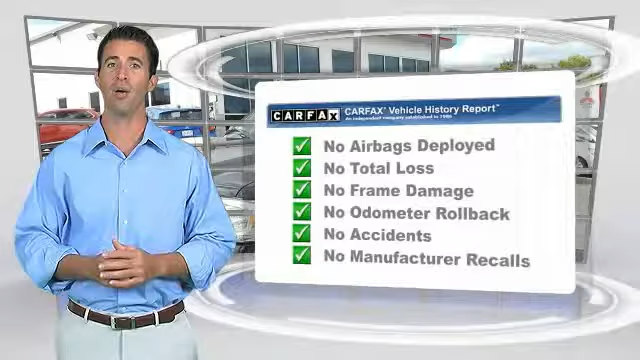 CARFAX CARFAX Vehicle History Report™
An independent company established in 1986
No Airbags Deployed
No Total Loss
No Frame Damage
No Odometer Rollback
No Accidents
No Manufacturer Recalls